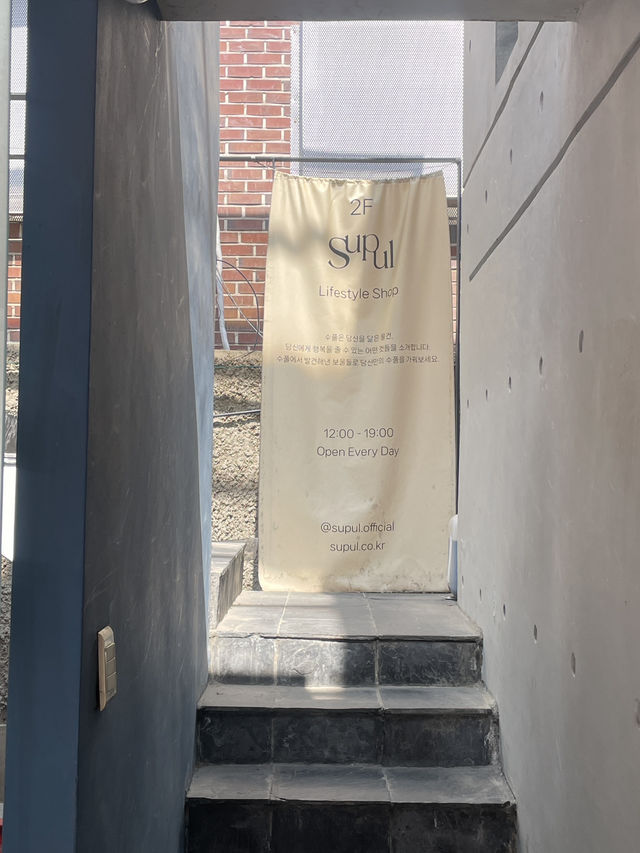 2F
Supul
Lifestyle Shop
수풀은 당신을 닮은 물건,
당신에게 행복을 줄 수 있는 어떤 것들을 소개합니다.
수풀에서 발견해낸 보물들로 당신만의 수풀을 가꿔보세요.
12:00 - 19:00
Open Every Day
@supul.official
supul.co.kr